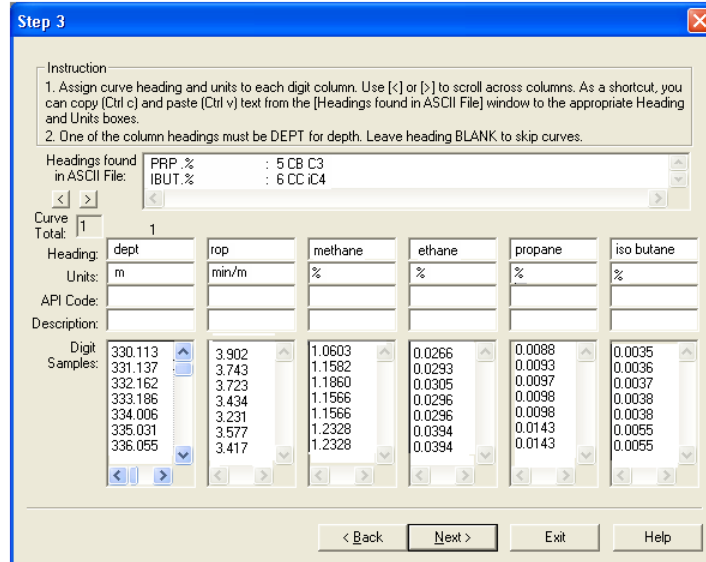 Step 3
Instruction
1. Assign curve heading and units to each digit column. Use [<] or [>] to scroll across columns. As a shortcut, you
can copy (Ctrl c) and paste (Ctrl v) text from the [Headings found in ASCII File] window to the appropriate Heading
and Units boxes.
2. One of the column headings must be DEPT for depth. Leave heading BLANK to skip curves.
Headings found
in ASCII File:
PRP .% : 5 CB C3
IBUT.% : 6 CC iC4
< >
Curve
Total: 1
1
Heading: dept rop methane ethane propane iso butane
Units: m min/m % % % %
API Code:
Description:
Digit
Samples:
330.113 3.902 1.0603 0.0266 0.0088 0.0035
331.137 3.743 1.1582 0.0293 0.0093 0.0036
332.162 3.723 1.1860 0.0305 0.0097 0.0037
333.186 3.434 1.1566 0.0296 0.0098 0.0038
334.006 3.231 1.1566 0.0296 0.0098 0.0038
335.031 3.577 1.2328 0.0394 0.0143 0.0055
336.055 3.417 1.2328 0.0394 0.0143 0.0055
< Back Next > Exit Help